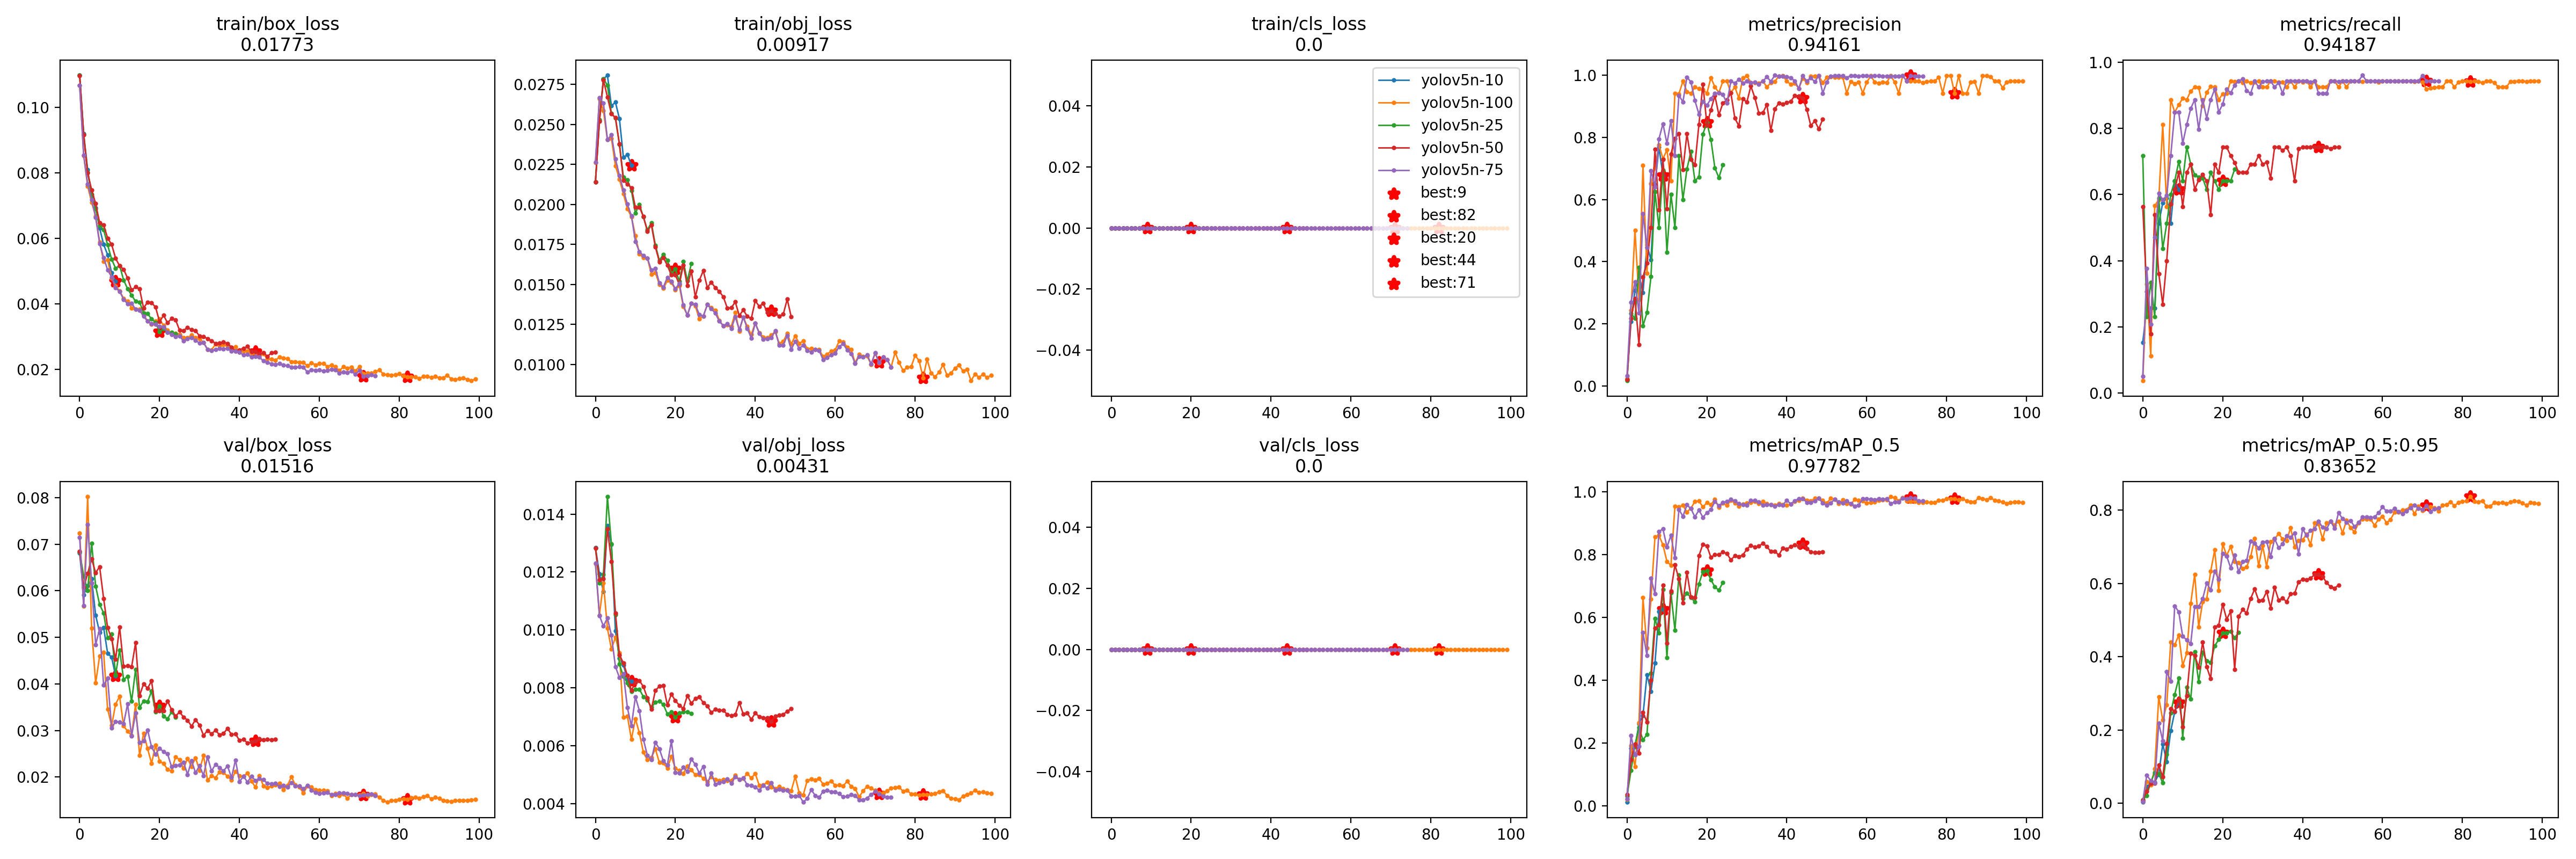 train/box_loss
0.01773
0.10
0.08
0.06
0.04
0.02
0 20 40 60 80 100
train/obj_loss
0.00917
0.0275
0.0250
0.0225
0.0200
0.0175
0.0150
0.0125
0.0100
0 20 40 60 80 100
train/cls_loss
0.0
0.04
0.02
0.00
−0.02
−0.04
0 20 40 60 80 100
yolov5n-10
yolov5n-100
yolov5n-25
yolov5n-50
yolov5n-75
best:9
best:82
best:20
best:44
best:71
metrics/precision
0.94161
1.0
0.8
0.6
0.4
0.2
0.0
0 20 40 60 80 100
metrics/recall
0.94187
1.0
0.8
0.6
0.4
0.2
0.0
0 20 40 60 80 100
val/box_loss
0.01516
0.08
0.07
0.06
0.05
0.04
0.03
0.02
0 20 40 60 80 100
val/obj_loss
0.00431
0.014
0.012
0.010
0.008
0.006
0.004
0 20 40 60 80 100
val/cls_loss
0.0
0.04
0.02
0.00
−0.02
−0.04
0 20 40 60 80 100
metrics/mAP_0.5
0.97782
1.0
0.8
0.6
0.4
0.2
0.0
0 20 40 60 80 100
metrics/mAP_0.5:0.95
0.83652
0.8
0.6
0.4
0.2
0.0
0 20 40 60 80 100